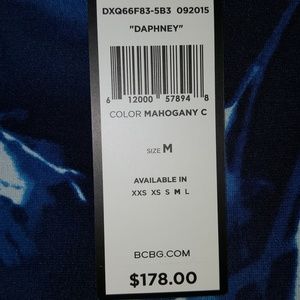 DXQ66F83-5B3 092015
"DAPHNEY"
6 12000 57894 8
COLOR MAHOGANY C
SIZE M
AVAILABLE IN
XXS XS S M L
BCBG.COM
$178.00